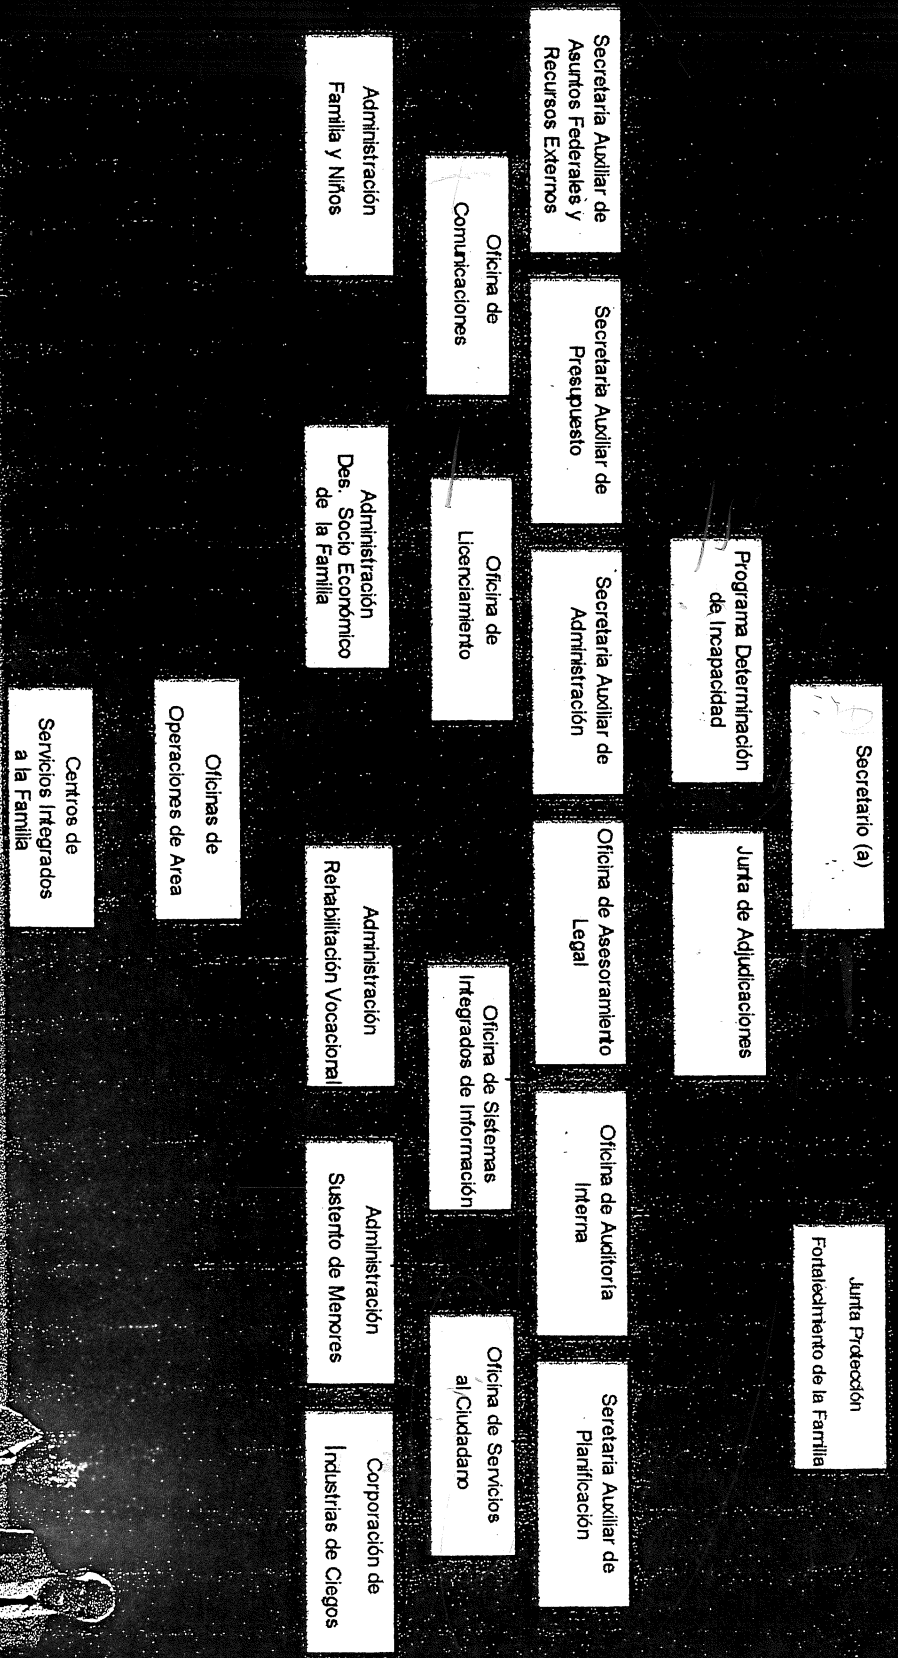 Secretario (a)
Junta Protección
Fortalecimiento de la Familia
Programa Determinación
de Incapacidad
Junta de Adjudicaciones
Secretaria Auxiliar de
Asuntos Federales y
Recursos Externos
Secretaria Auxiliar de
Presupuesto
Secretaria Auxiliar de
Administración
Oficina de Asesoramiento
Legal
Oficina de Auditoría
Interna
Seretaria Auxiliar de
Planificación
Oficina de
Comunicaciones
Oficina de
Licenciamiento
Oficina de Sistemas
Integrados de Información
Oficina de Servicios
al Ciudadano
Administración
Familia y Niños
Administración
Des. Socio Económico
de la Familia
Administración
Rehabilitación Vocacional
Administración
Sustento de Menores
Corporación de
Industrias de Ciegos
Oficinas de
Operaciones de Area
Centros de
Servicios Integrados
a la Familia